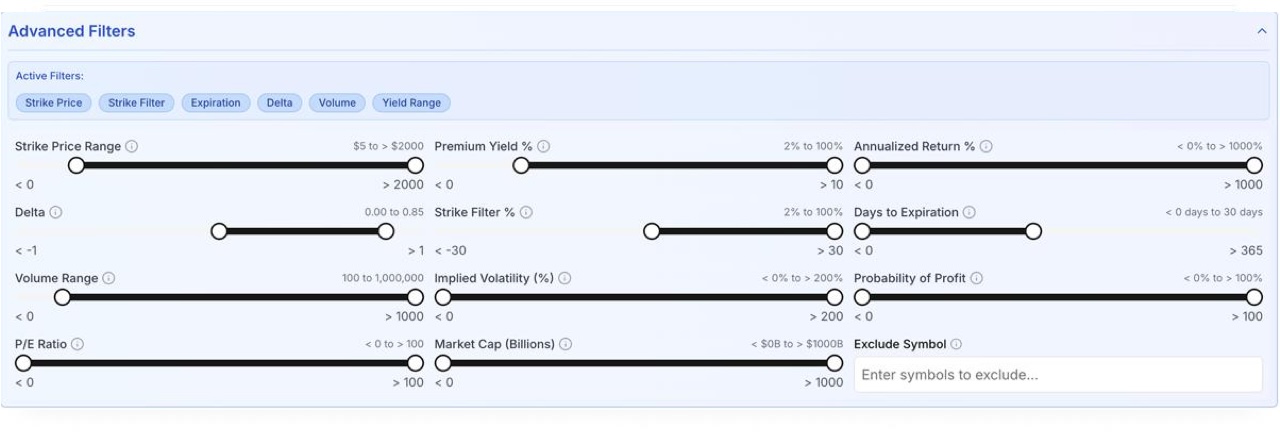 Advanced Filters
Active Filters:
Strike Price Strike Filter Expiration Delta Volume Yield Range
Strike Price Range $5 to > $2000
< 0 > 2000
Premium Yield % 2% to 100%
< 0 > 10
Annualized Return % < 0% to > 1000%
< 0 > 1000
Delta 0.00 to 0.85
< -1 > 1
Strike Filter % 2% to 100%
< -30 > 30
Days to Expiration < 0 days to 30 days
< 0 > 365
Volume Range 100 to 1,000,000
< 0 > 1000
Implied Volatility (%) < 0% to > 200%
< 0 > 200
Probability of Profit < 0% to > 100%
< 0 > 100
P/E Ratio < 0 to > 100
< 0 > 100
Market Cap (Billions) < $0B to > $1000B
< 0 > 1000
Exclude Symbol
Enter symbols to exclude...